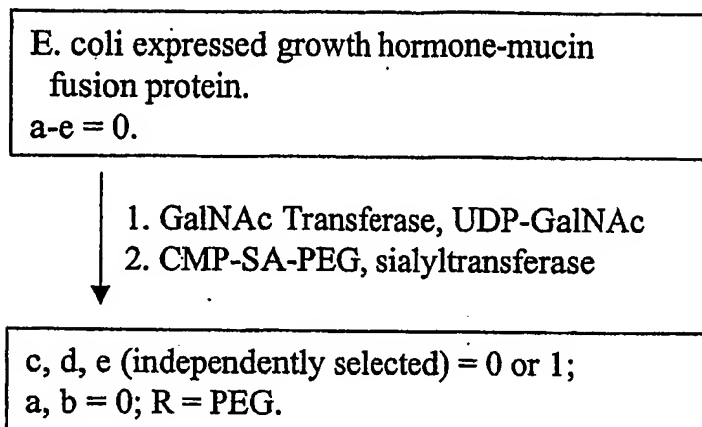 E. coli expressed growth hormone-mucin
fusion protein.
a-e = 0.
1. GalNAc Transferase, UDP-GalNAc
2. CMP-SA-PEG, sialyltransferase
c, d, e (independently selected) = 0 or 1;
a, b = 0; R = PEG.